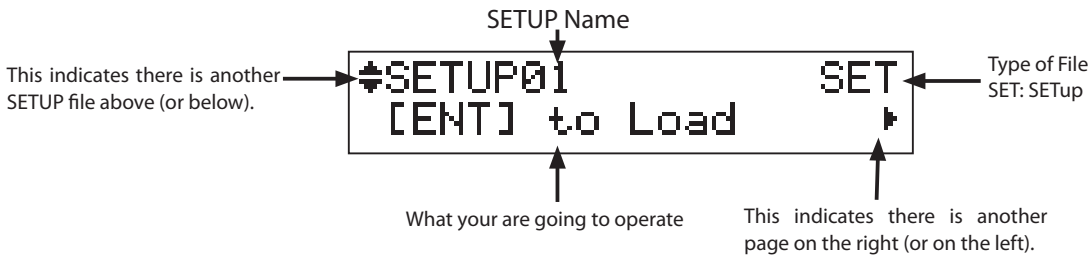 SETUP Name
This indicates there is another
SETUP file above (or below).
SETUP01 SET
[ENT] to Load
Type of File
SET: SETup
What your are going to operate
This indicates there is another
page on the right (or on the left).